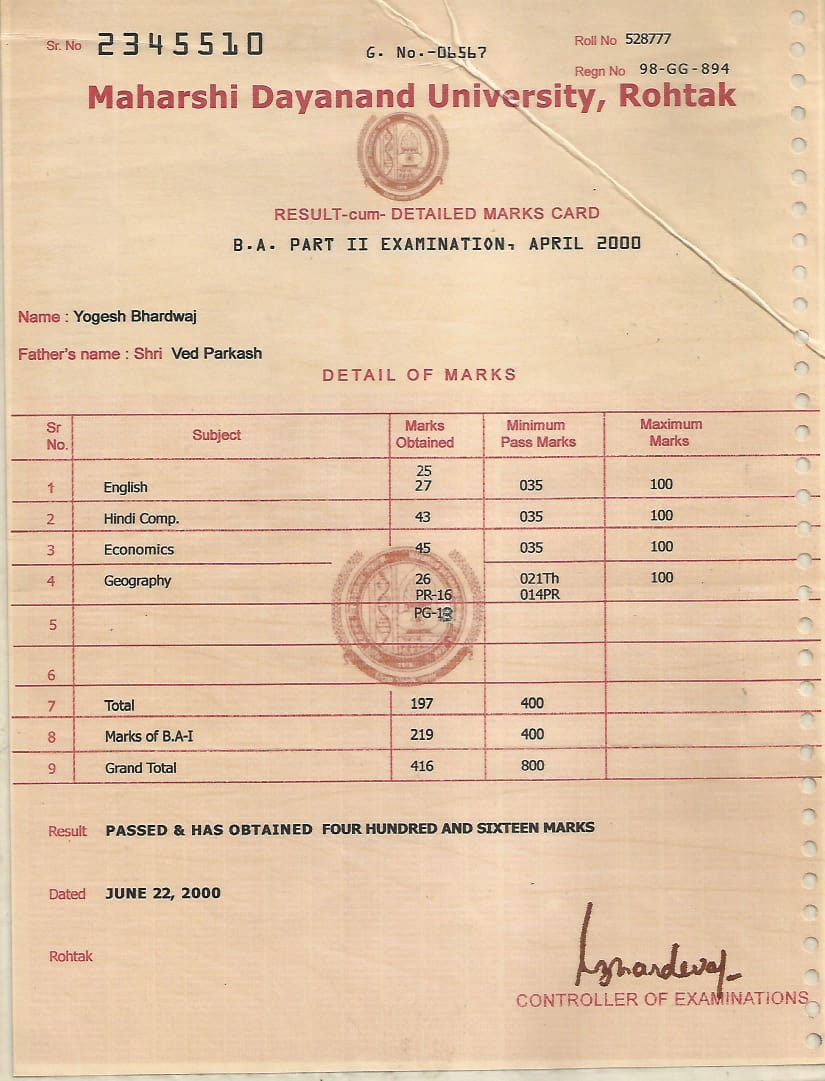 Sr. No 2345510
G. No.-06567
Roll No 528777
Regn No 98-GG-894
Maharshi Dayanand University, Rohtak
RESULT-cum- DETAILED MARKS CARD
B.A. PART II EXAMINATION, APRIL 2000
Name : Yogesh Bhardwaj
Father's name : Shri Ved Parkash
DETAIL OF MARKS
Sr No. Subject Marks Obtained Minimum Pass Marks Maximum Marks
25
1 English 27 035 100
2 Hindi Comp. 43 035 100
3 Economics 45 035 100
4 Geography 26 021Th 100
PR-16 014PR
5 PG-
6
7 Total 197 400
8 Marks of B.A-I 219 400
9 Grand Total 416 800
Result PASSED & HAS OBTAINED FOUR HUNDRED AND SIXTEEN MARKS
Dated JUNE 22, 2000
Rohtak
CONTROLLER OF EXAMINATIONS